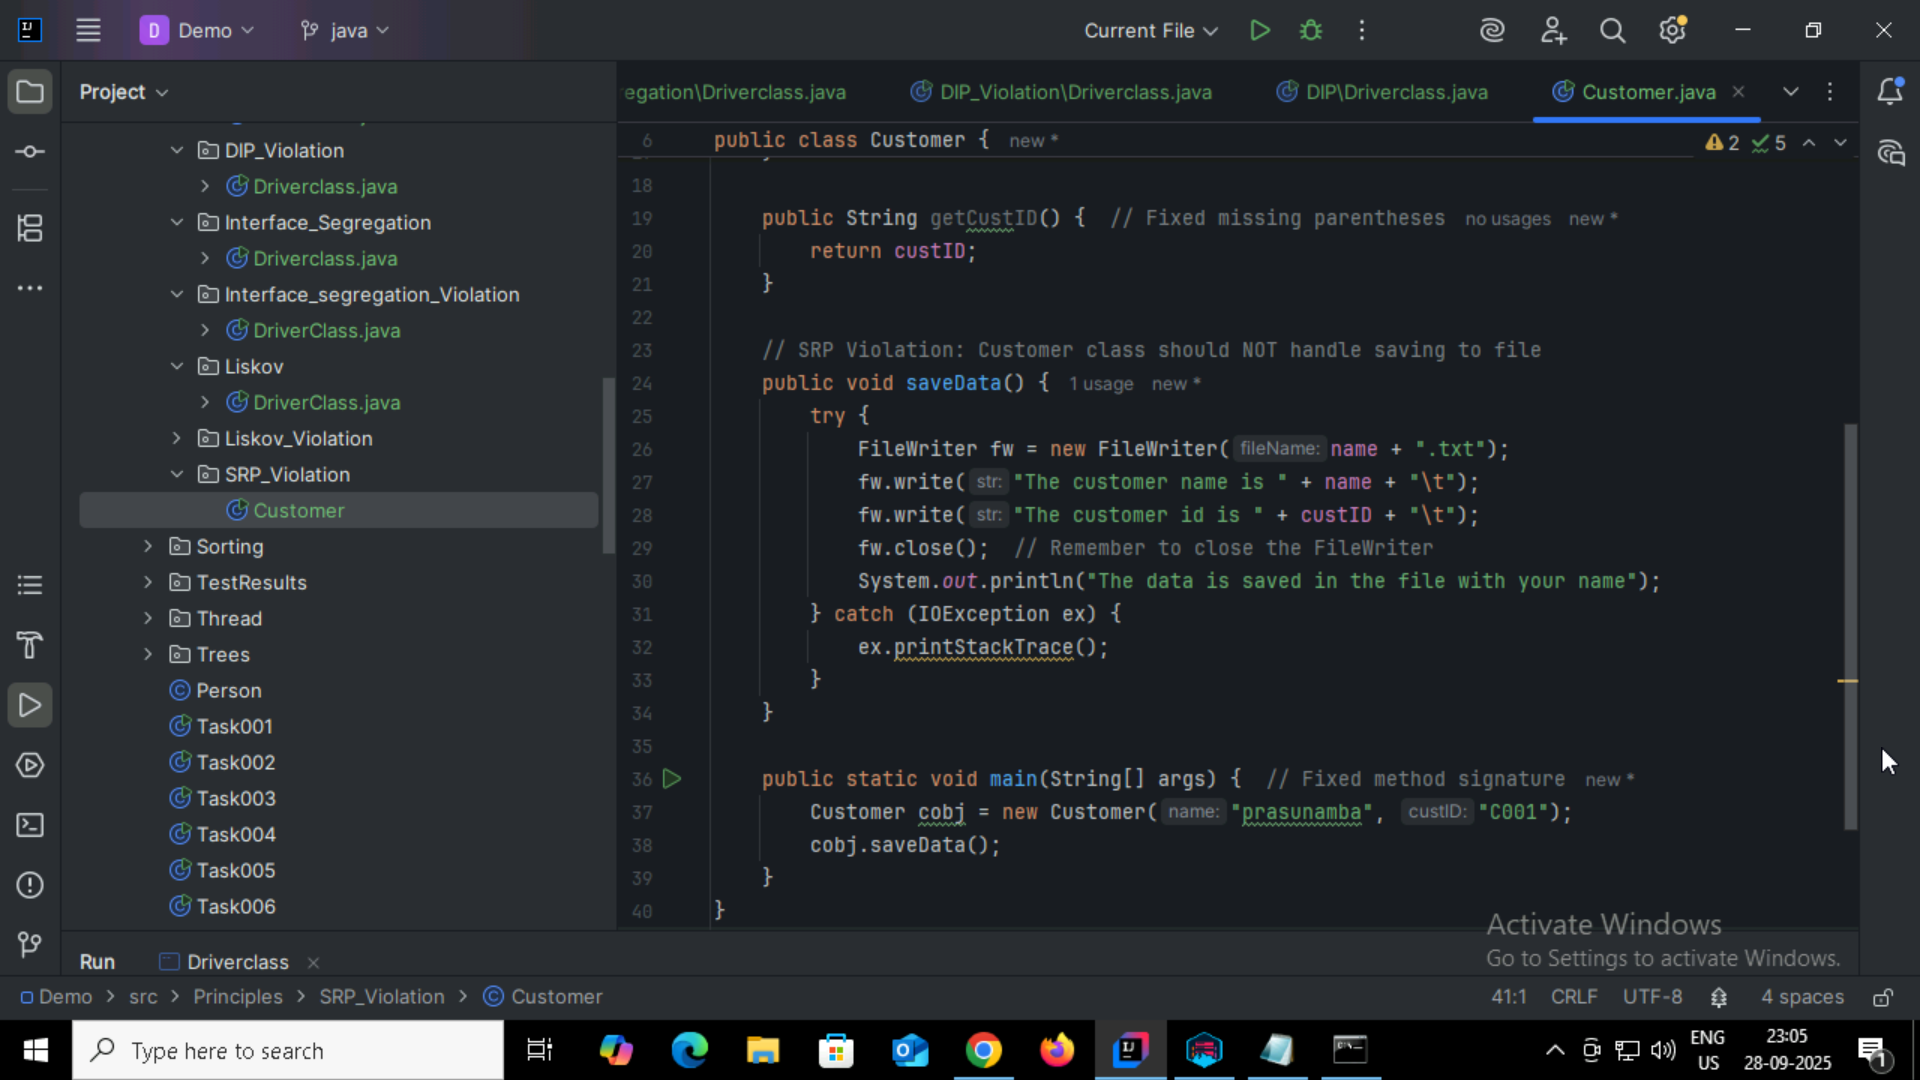 D Demo java Current File
Project
egation\Driverclass.java DIP_Violation\Driverclass.java DIP\Driverclass.java Customer.java
DIP_Violation
Driverclass.java
Interface_Segregation
Driverclass.java
Interface_segregation_Violation
DriverClass.java
Liskov
DriverClass.java
Liskov_Violation
SRP_Violation
Customer
Sorting
TestResults
Thread
Trees
Person
Task001
Task002
Task003
Task004
Task005
Task006
6 public class Customer { new * 2 5
18
19 public String getCustID() { // Fixed missing parentheses no usages new *
20 return custID;
21 }
22
23 // SRP Violation: Customer class should NOT handle saving to file
24 public void saveData() { 1 usage new *
25 try {
26 FileWriter fw = new FileWriter( fileName: name + ".txt");
27 fw.write( str: "The customer name is " + name + "\t");
28 fw.write( str: "The customer id is " + custID + "\t");
29 fw.close(); // Remember to close the FileWriter
30 System.out.println("The data is saved in the file with your name");
31 } catch (IOException ex) {
32 ex.printStackTrace();
33 }
34 }
35
36 public static void main(String[] args) { // Fixed method signature new *
37 Customer cobj = new Customer( name: "prasunamba", custID: "C001");
38 cobj.saveData();
39 }
40 }
Activate Windows
Go to Settings to activate Windows.
Run Driverclass
Demo > src > Principles > SRP_Violation > Customer 41:1 CRLF UTF-8 4 spaces
Type here to search
ENG
US
23:05
28-09-2025
1